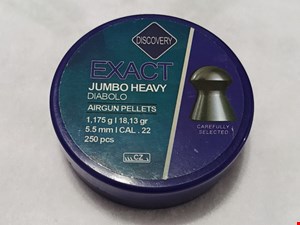 DISCOVERY
EXACT
JUMBO HEAVY
DIABOLO
AIRGUN PELLETS
1,175 g | 18,13 gr
5.5 mm | CAL. 22
250 pcs
CZ
CAREFULLY
SELECTED